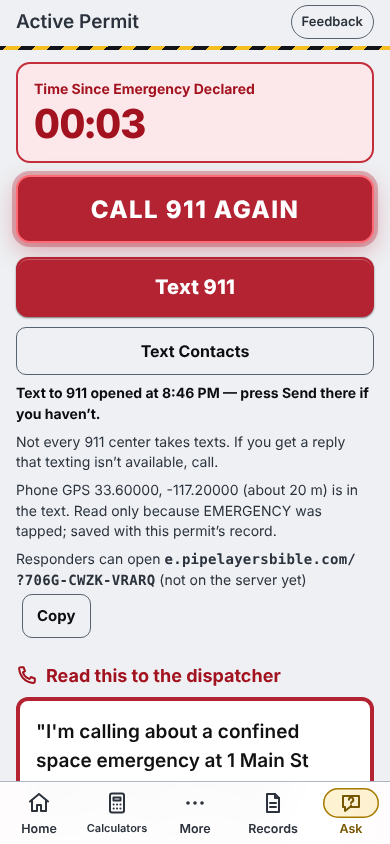 Active Permit
Feedback
Time Since Emergency Declared
00:03
CALL 911 AGAIN
Text 911
Text Contacts
Text to 911 opened at 8:46 PM — press Send there if
you haven't.
Not every 911 center takes texts. If you get a reply
that texting isn't available, call.
Phone GPS 33.60000, -117.20000 (about 20 m) is in
the text. Read only because EMERGENCY was
tapped; saved with this permit's record.
Responders can open e.pipelayersbible.com/
?706G-CWZK-VRARQ (not on the server yet)
Copy
Read this to the dispatcher
"I'm calling about a confined
space emergency at 1 Main St
Home
Calculators
More
Records
Ask